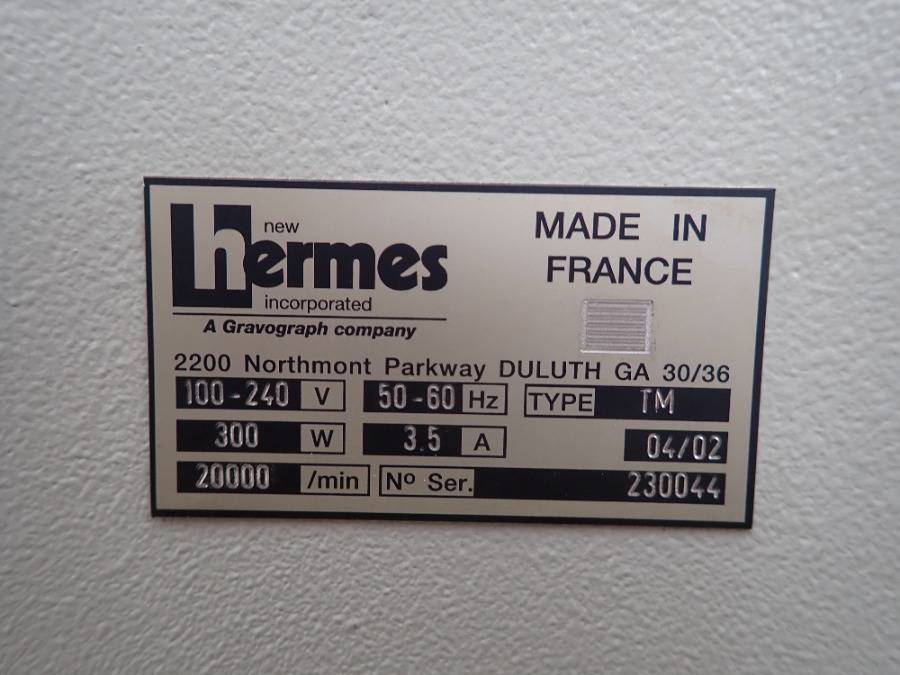 new
hermes
incorporated
A Gravograph company
MADE IN
FRANCE
2200 Northmont Parkway DULUTH GA 30/36
100-240 V 50-60 Hz TYPE TM
300 W 3.5 A 04/02
20000 /min Nº Ser. 230044